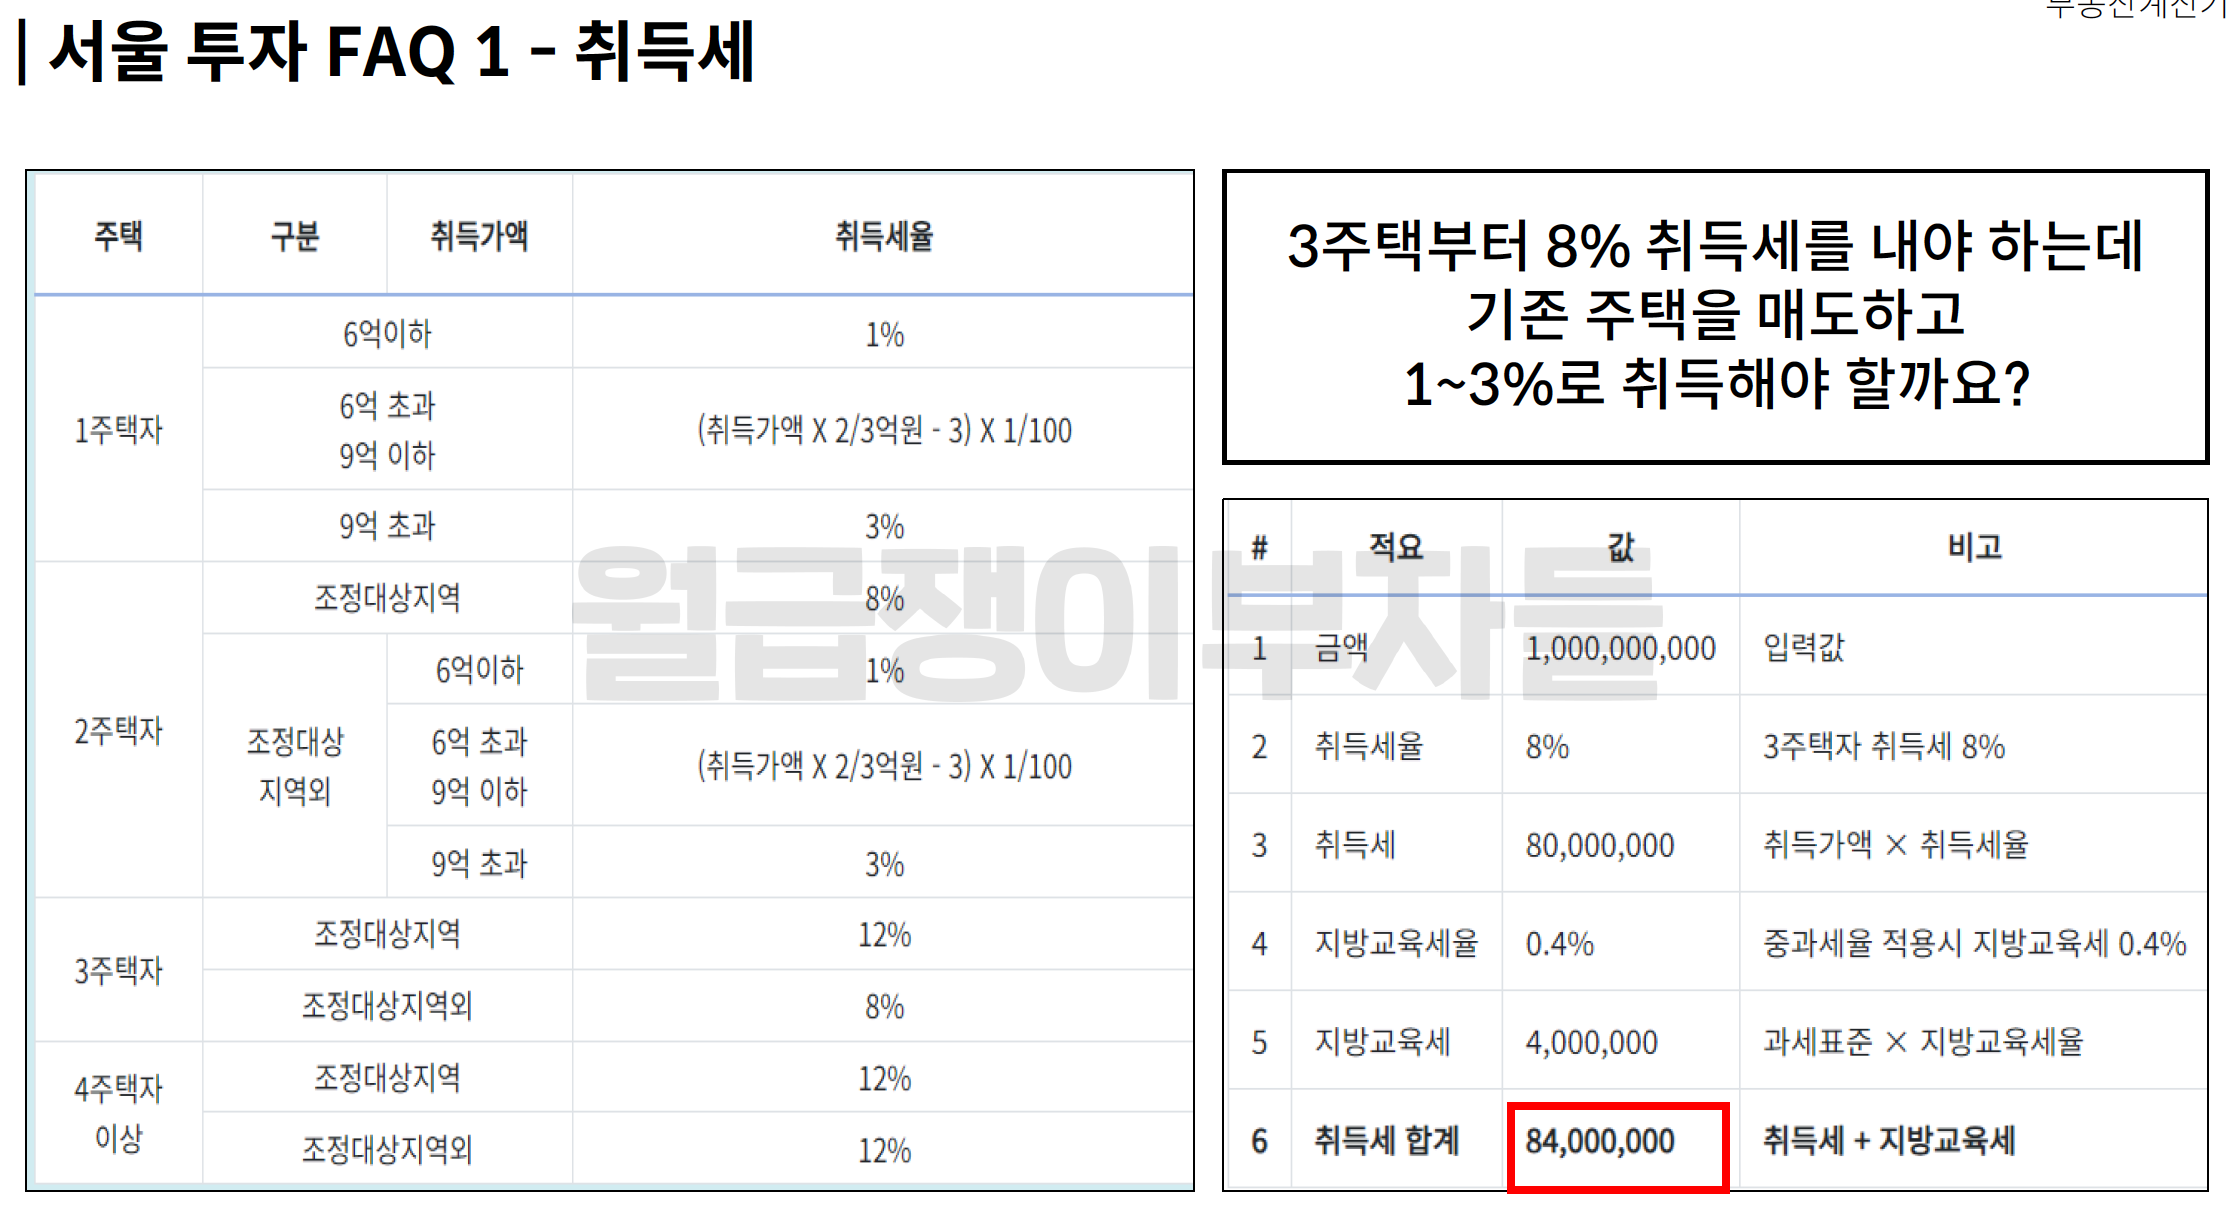 부동산계산기
| 서울 투자 FAQ 1 - 취득세
주택 구분 취득가액 취득세율
1주택자
6억이하 1%
6억 초과
9억 이하
(취득가액 X 2/3억원 - 3) X 1/100
9억 초과 3%
2주택자
조정대상지역 8%
조정대상
지역외
6억이하 1%
6억 초과
9억 이하
(취득가액 X 2/3억원 - 3) X 1/100
9억 초과 3%
3주택자
조정대상지역 12%
조정대상지역외 8%
4주택자
이상
조정대상지역 12%
조정대상지역외 12%
3주택부터 8% 취득세를 내야 하는데
기존 주택을 매도하고
1~3%로 취득해야 할까요?
# 적요 값 비고
1 금액 1,000,000,000 입력값
2 취득세율 8% 3주택자 취득세 8%
3 취득세 80,000,000 취득가액 × 취득세율
4 지방교육세율 0.4% 중과세율 적용시 지방교육세 0.4%
5 지방교육세 4,000,000 과세표준 × 지방교육세율
6 취득세 합계 84,000,000 취득세 + 지방교육세
월급쟁이부자들